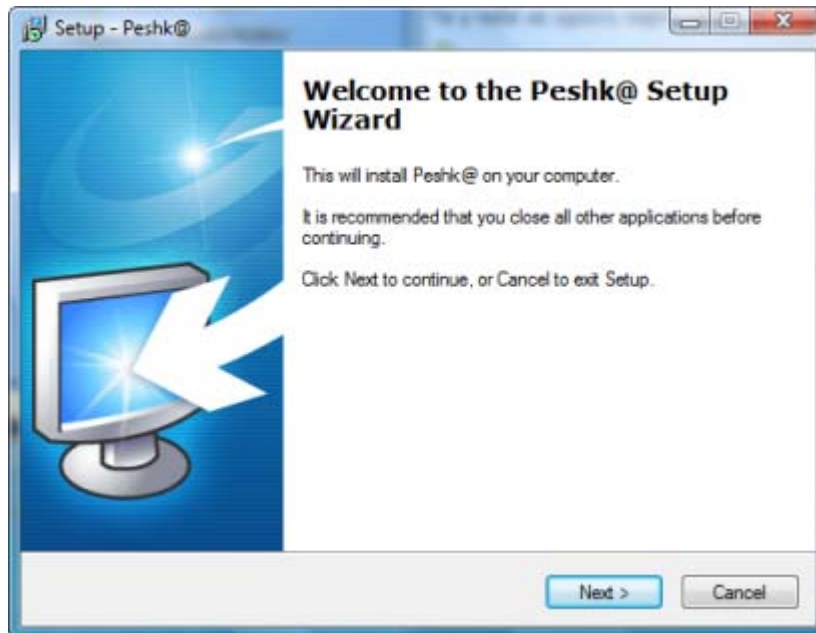 Setup - Peshk@
Welcome to the Peshk@ Setup
Wizard
This will install Peshk@ on your computer.
It is recommended that you close all other applications before
continuing.
Click Next to continue, or Cancel to exit Setup.
Next >
Cancel